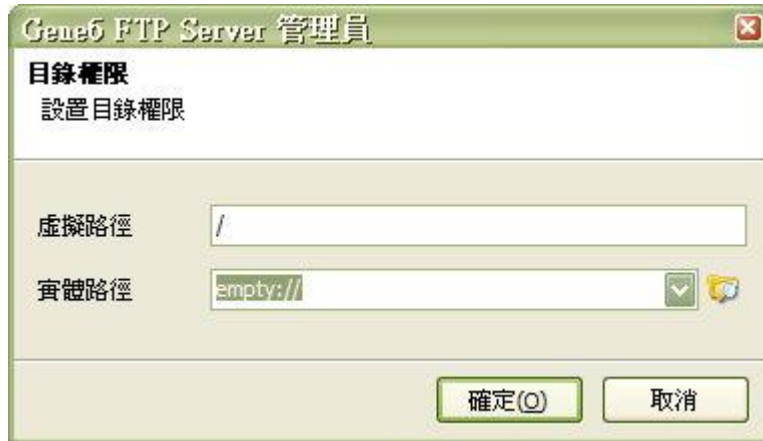 Gene6 FTP Server 管理員
目錄權限
設置目錄權限
虛擬路徑 /
實體路徑 empty://
確定(O) 取消